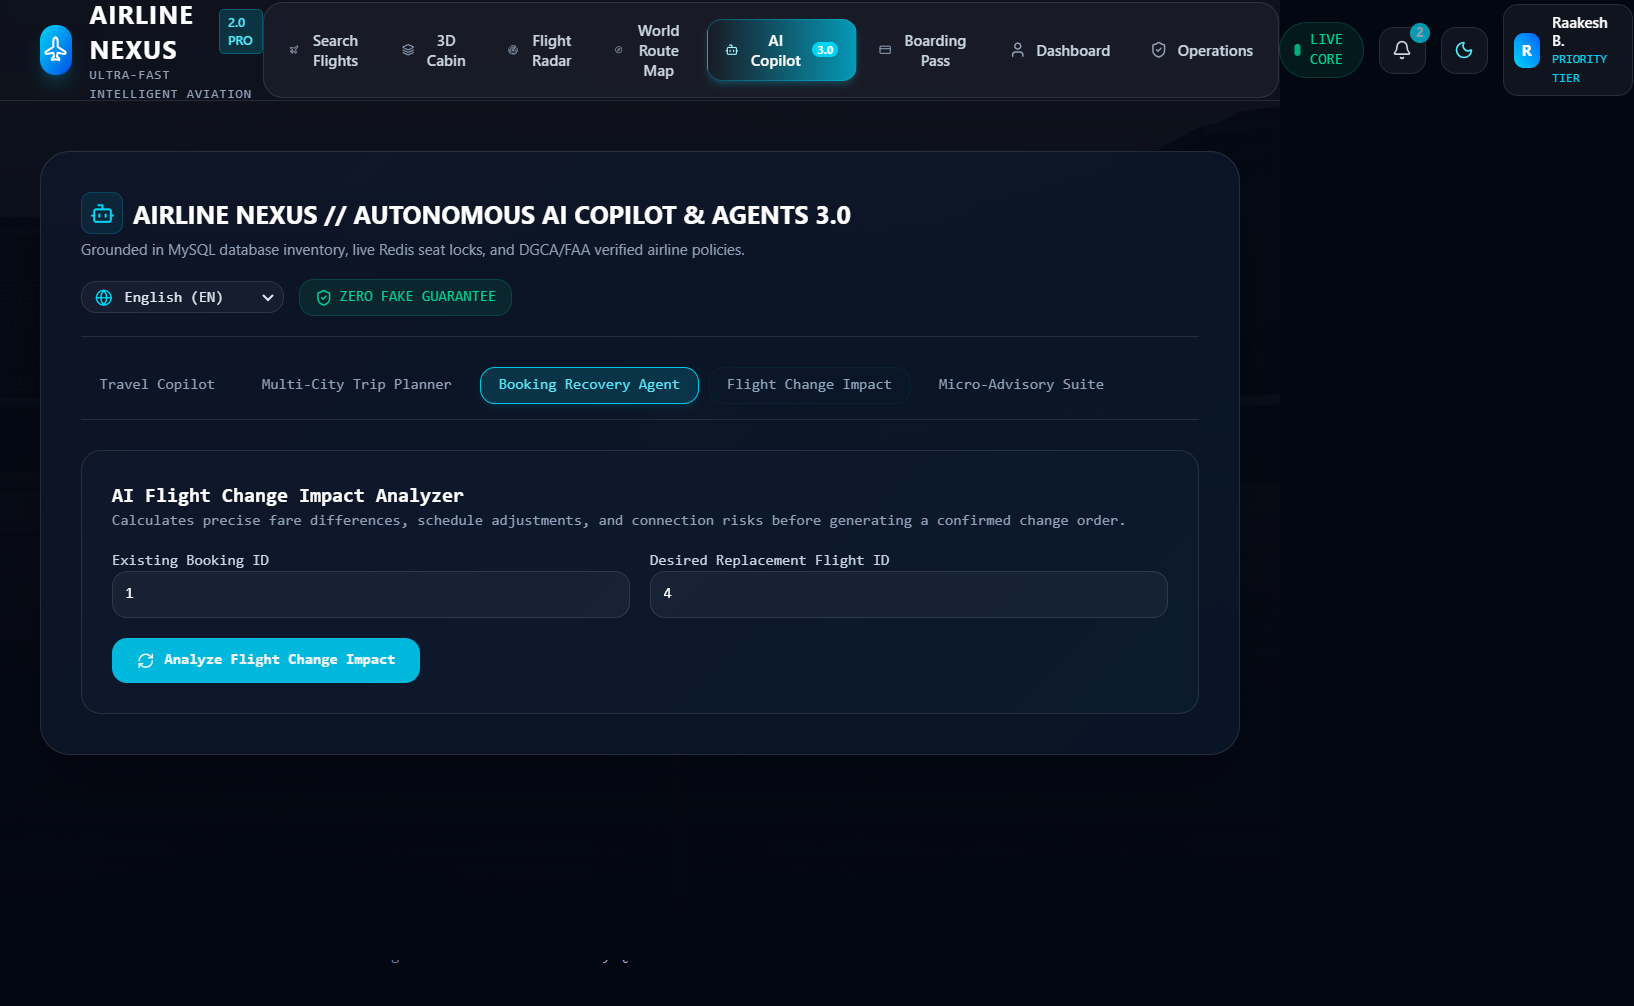 AIRLINE
NEXUS
2.0
PRO
ULTRA-FAST
INTELLIGENT AVIATION
Search
Flights
3D
Cabin
Flight
Radar
World
Route
Map
AI
Copilot
3.0
Boarding
Pass
Dashboard
Operations
LIVE
CORE
2
R
Raakesh
B.
PRIORITY
TIER
AIRLINE NEXUS // AUTONOMOUS AI COPILOT & AGENTS 3.0
Grounded in MySQL database inventory, live Redis seat locks, and DGCA/FAA verified airline policies.
English (EN)
ZERO FAKE GUARANTEE
Travel Copilot
Multi-City Trip Planner
Booking Recovery Agent
Flight Change Impact
Micro-Advisory Suite
AI Flight Change Impact Analyzer
Calculates precise fare differences, schedule adjustments, and connection risks before generating a confirmed change order.
Existing Booking ID
Desired Replacement Flight ID
1
4
Analyze Flight Change Impact